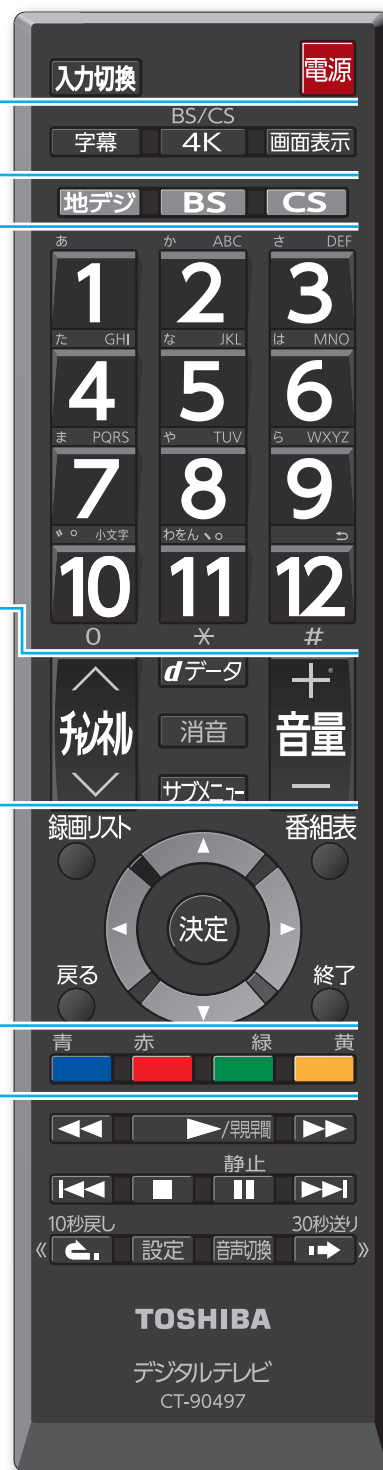 入力切換 電源
BS/CS
字幕 4K 画面表示
地デジ BS CS
あ か ABC さ DEF
1 2 3
た GHI な JKL は MNO
4 5 6
ま PQRS や TUV ら WXYZ
7 8 9
゛゜ 小文字 わをん、。
10 11 12
0 * #
dデータ +
チャンネル 消音 音量
サブメニュー -
録画リスト 番組表
決定
戻る 終了
青 赤 緑 黄
/早見早聞
静止
10秒戻し 30秒送り
« 設定 音声切換 »
TOSHIBA
デジタルテレビ
CT-90497